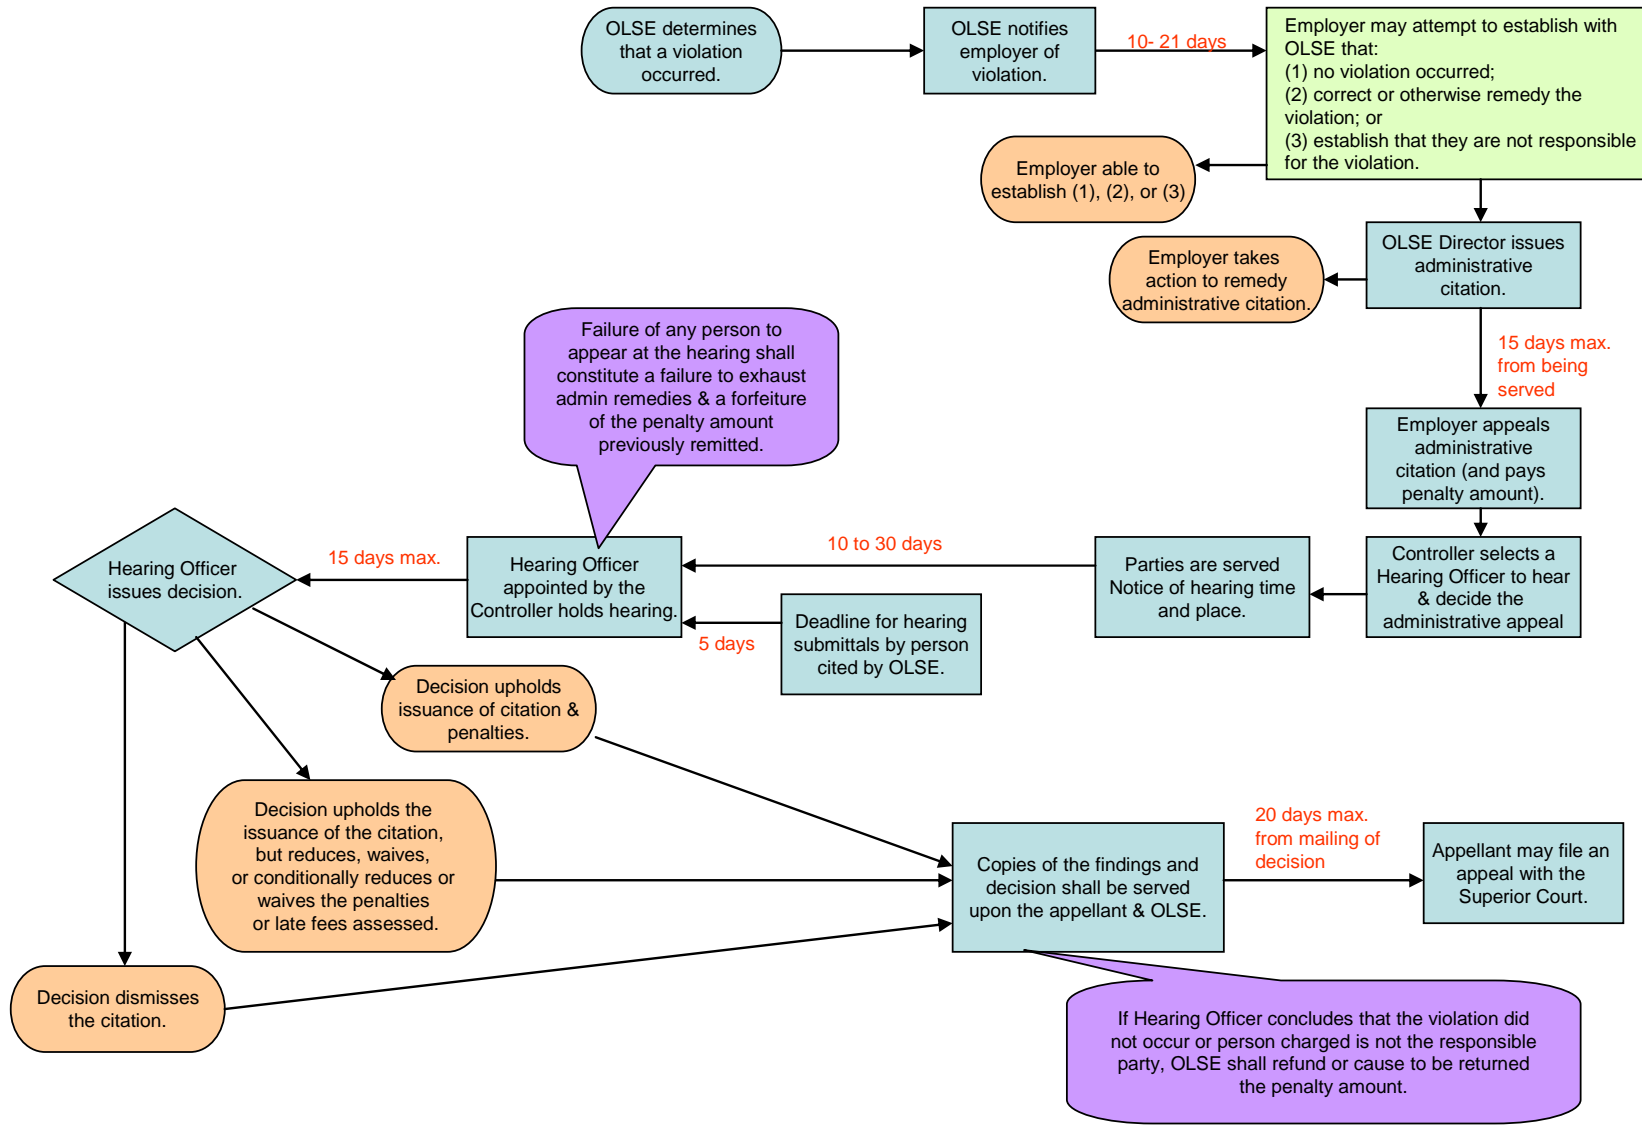 OLSE determines
that a violation
occurred.
OLSE notifies
employer of
violation.
10- 21 days
Employer may attempt to establish with
OLSE that:
(1) no violation occurred;
(2) correct or otherwise remedy the
violation; or
(3) establish that they are not responsible
for the violation.
Employer able to
establish (1), (2), or (3)
OLSE Director issues
administrative
citation.
Employer takes
action to remedy
administrative citation.
15 days max.
from being
served
Employer appeals
administrative
citation (and pays
penalty amount).
Controller selects a
Hearing Officer to hear
& decide the
administrative appeal
Parties are served
Notice of hearing time
and place.
10 to 30 days
Failure of any person to
appear at the hearing shall
constitute a failure to exhaust
admin remedies & a forfeiture
of the penalty amount
previously remitted.
Hearing Officer
appointed by the
Controller holds hearing.
5 days
Deadline for hearing
submittals by person
cited by OLSE.
15 days max.
Hearing Officer
issues decision.
Decision upholds
issuance of citation &
penalties.
Decision upholds the
issuance of the citation,
but reduces, waives,
or conditionally reduces or
waives the penalties
or late fees assessed.
Decision dismisses
the citation.
Copies of the findings and
decision shall be served
upon the appellant & OLSE.
20 days max.
from mailing of
decision
Appellant may file an
appeal with the
Superior Court.
If Hearing Officer concludes that the violation did
not occur or person charged is not the responsible
party, OLSE shall refund or cause to be returned
the penalty amount.